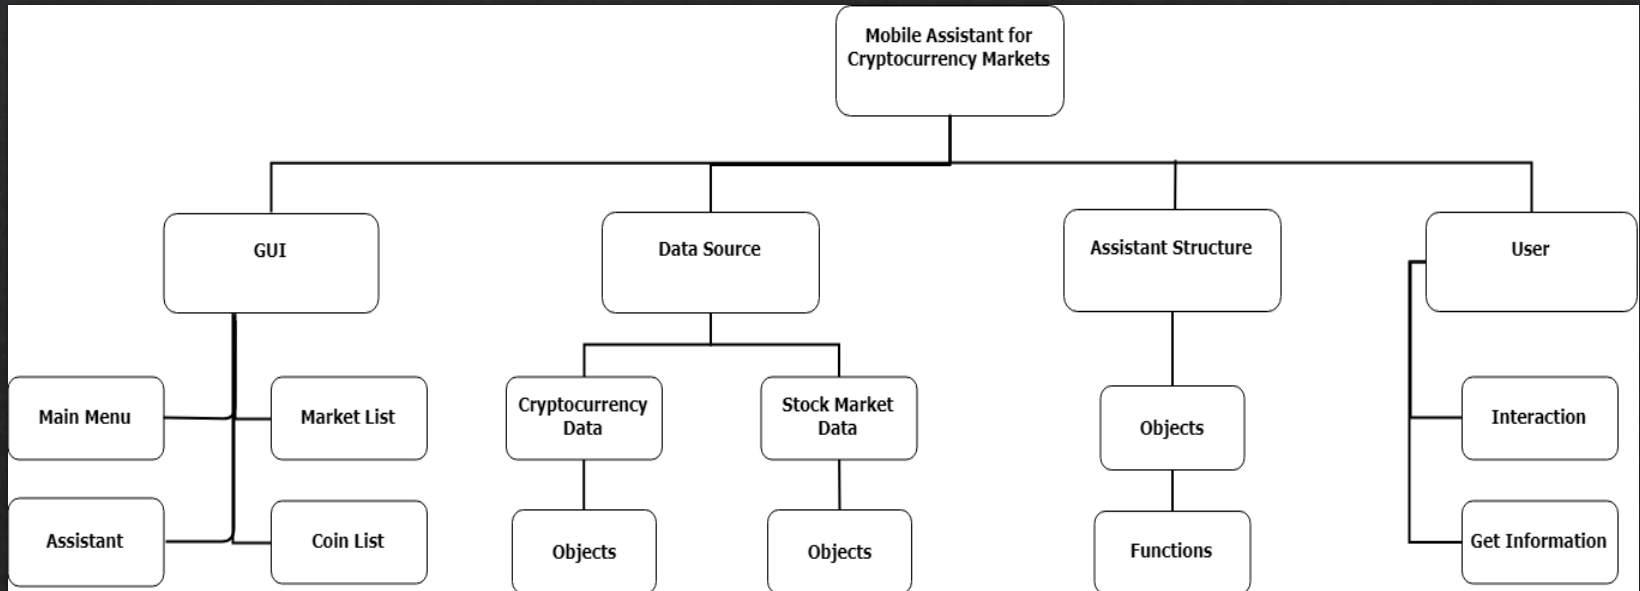 Mobile Assistant for
Cryptocurrency Markets
GUI
Data Source
Assistant Structure
User
Main Menu
Market List
Cryptocurrency
Data
Stock Market
Data
Objects
Interaction
Assistant
Coin List
Objects
Objects
Functions
Get Information